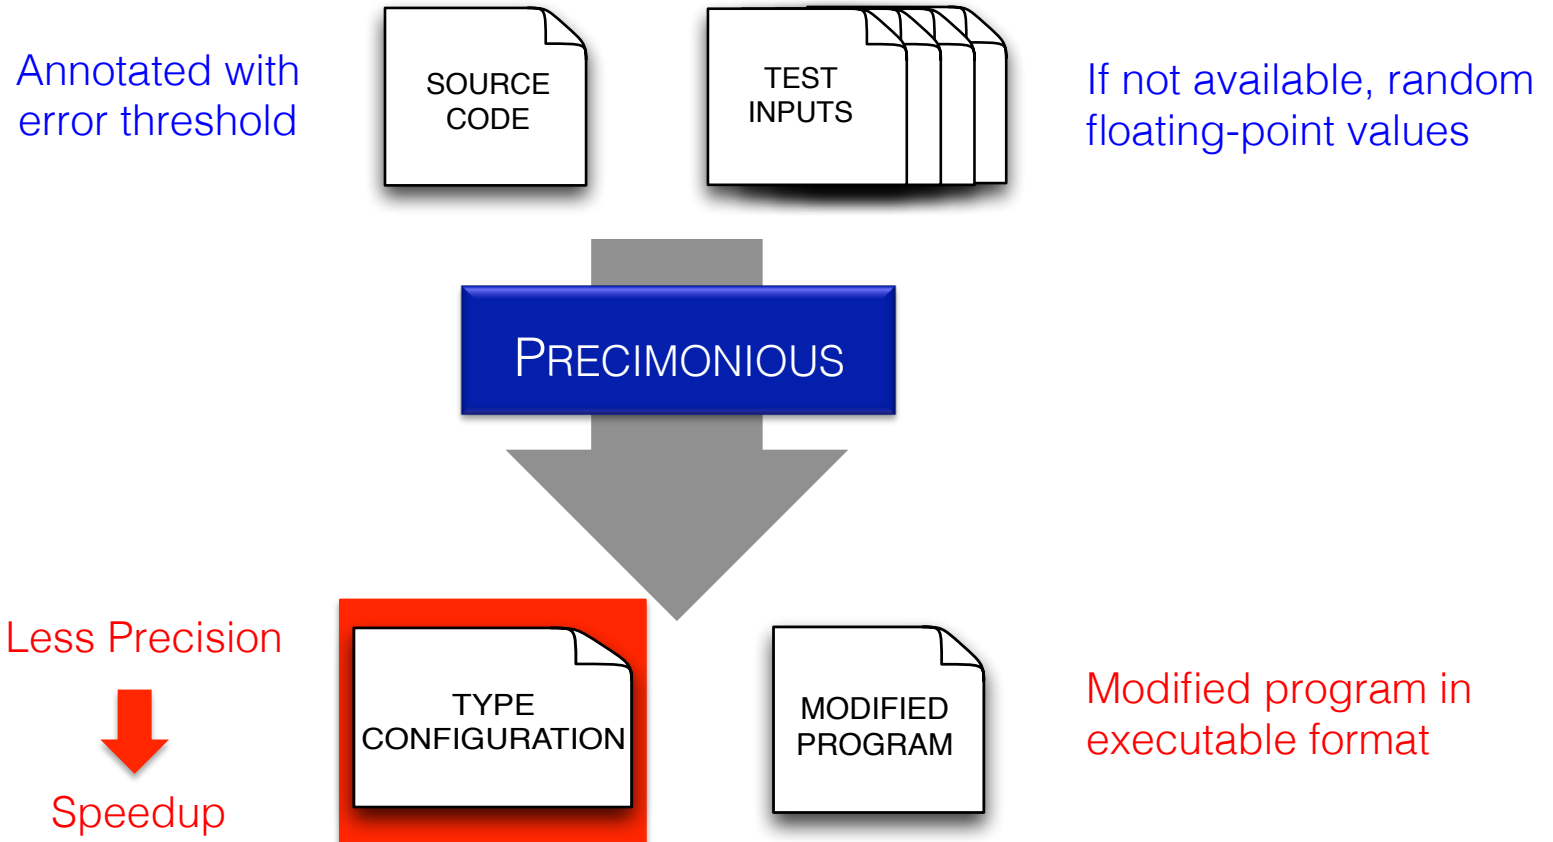 Annotated with
error threshold
SOURCE
CODE
TEST
INPUTS
If not available, random
floating-point values
PRECIMONIOUS
Less Precision
Speedup
TYPE
CONFIGURATION
MODIFIED
PROGRAM
Modified program in
executable format